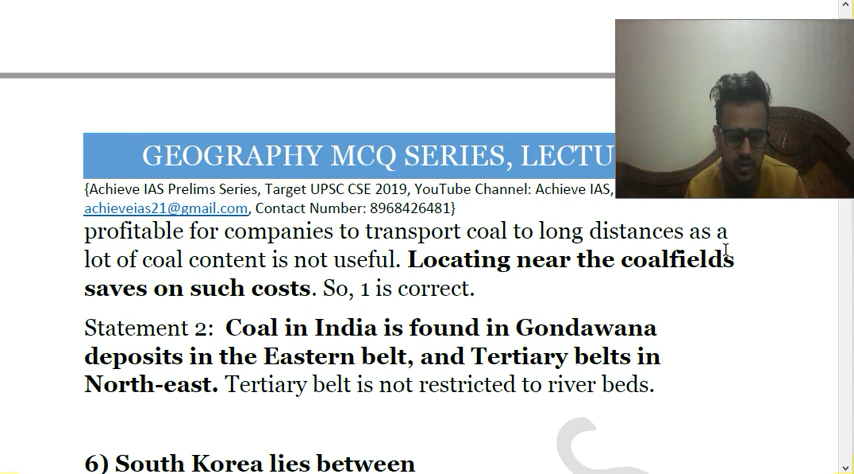 GEOGRAPHY MCQ SERIES, LECTU
{Achieve IAS Prelims Series, Target UPSC CSE 2019, YouTube Channel: Achieve IAS,
achieveias21@gmail.com, Contact Number: 8968426481}
profitable for companies to transport coal to long distances as a
lot of coal content is not useful. Locating near the coalfields
saves on such costs. So, 1 is correct.
Statement 2: Coal in India is found in Gondawana
deposits in the Eastern belt, and Tertiary belts in
North-east. Tertiary belt is not restricted to river beds.
6) South Korea lies between